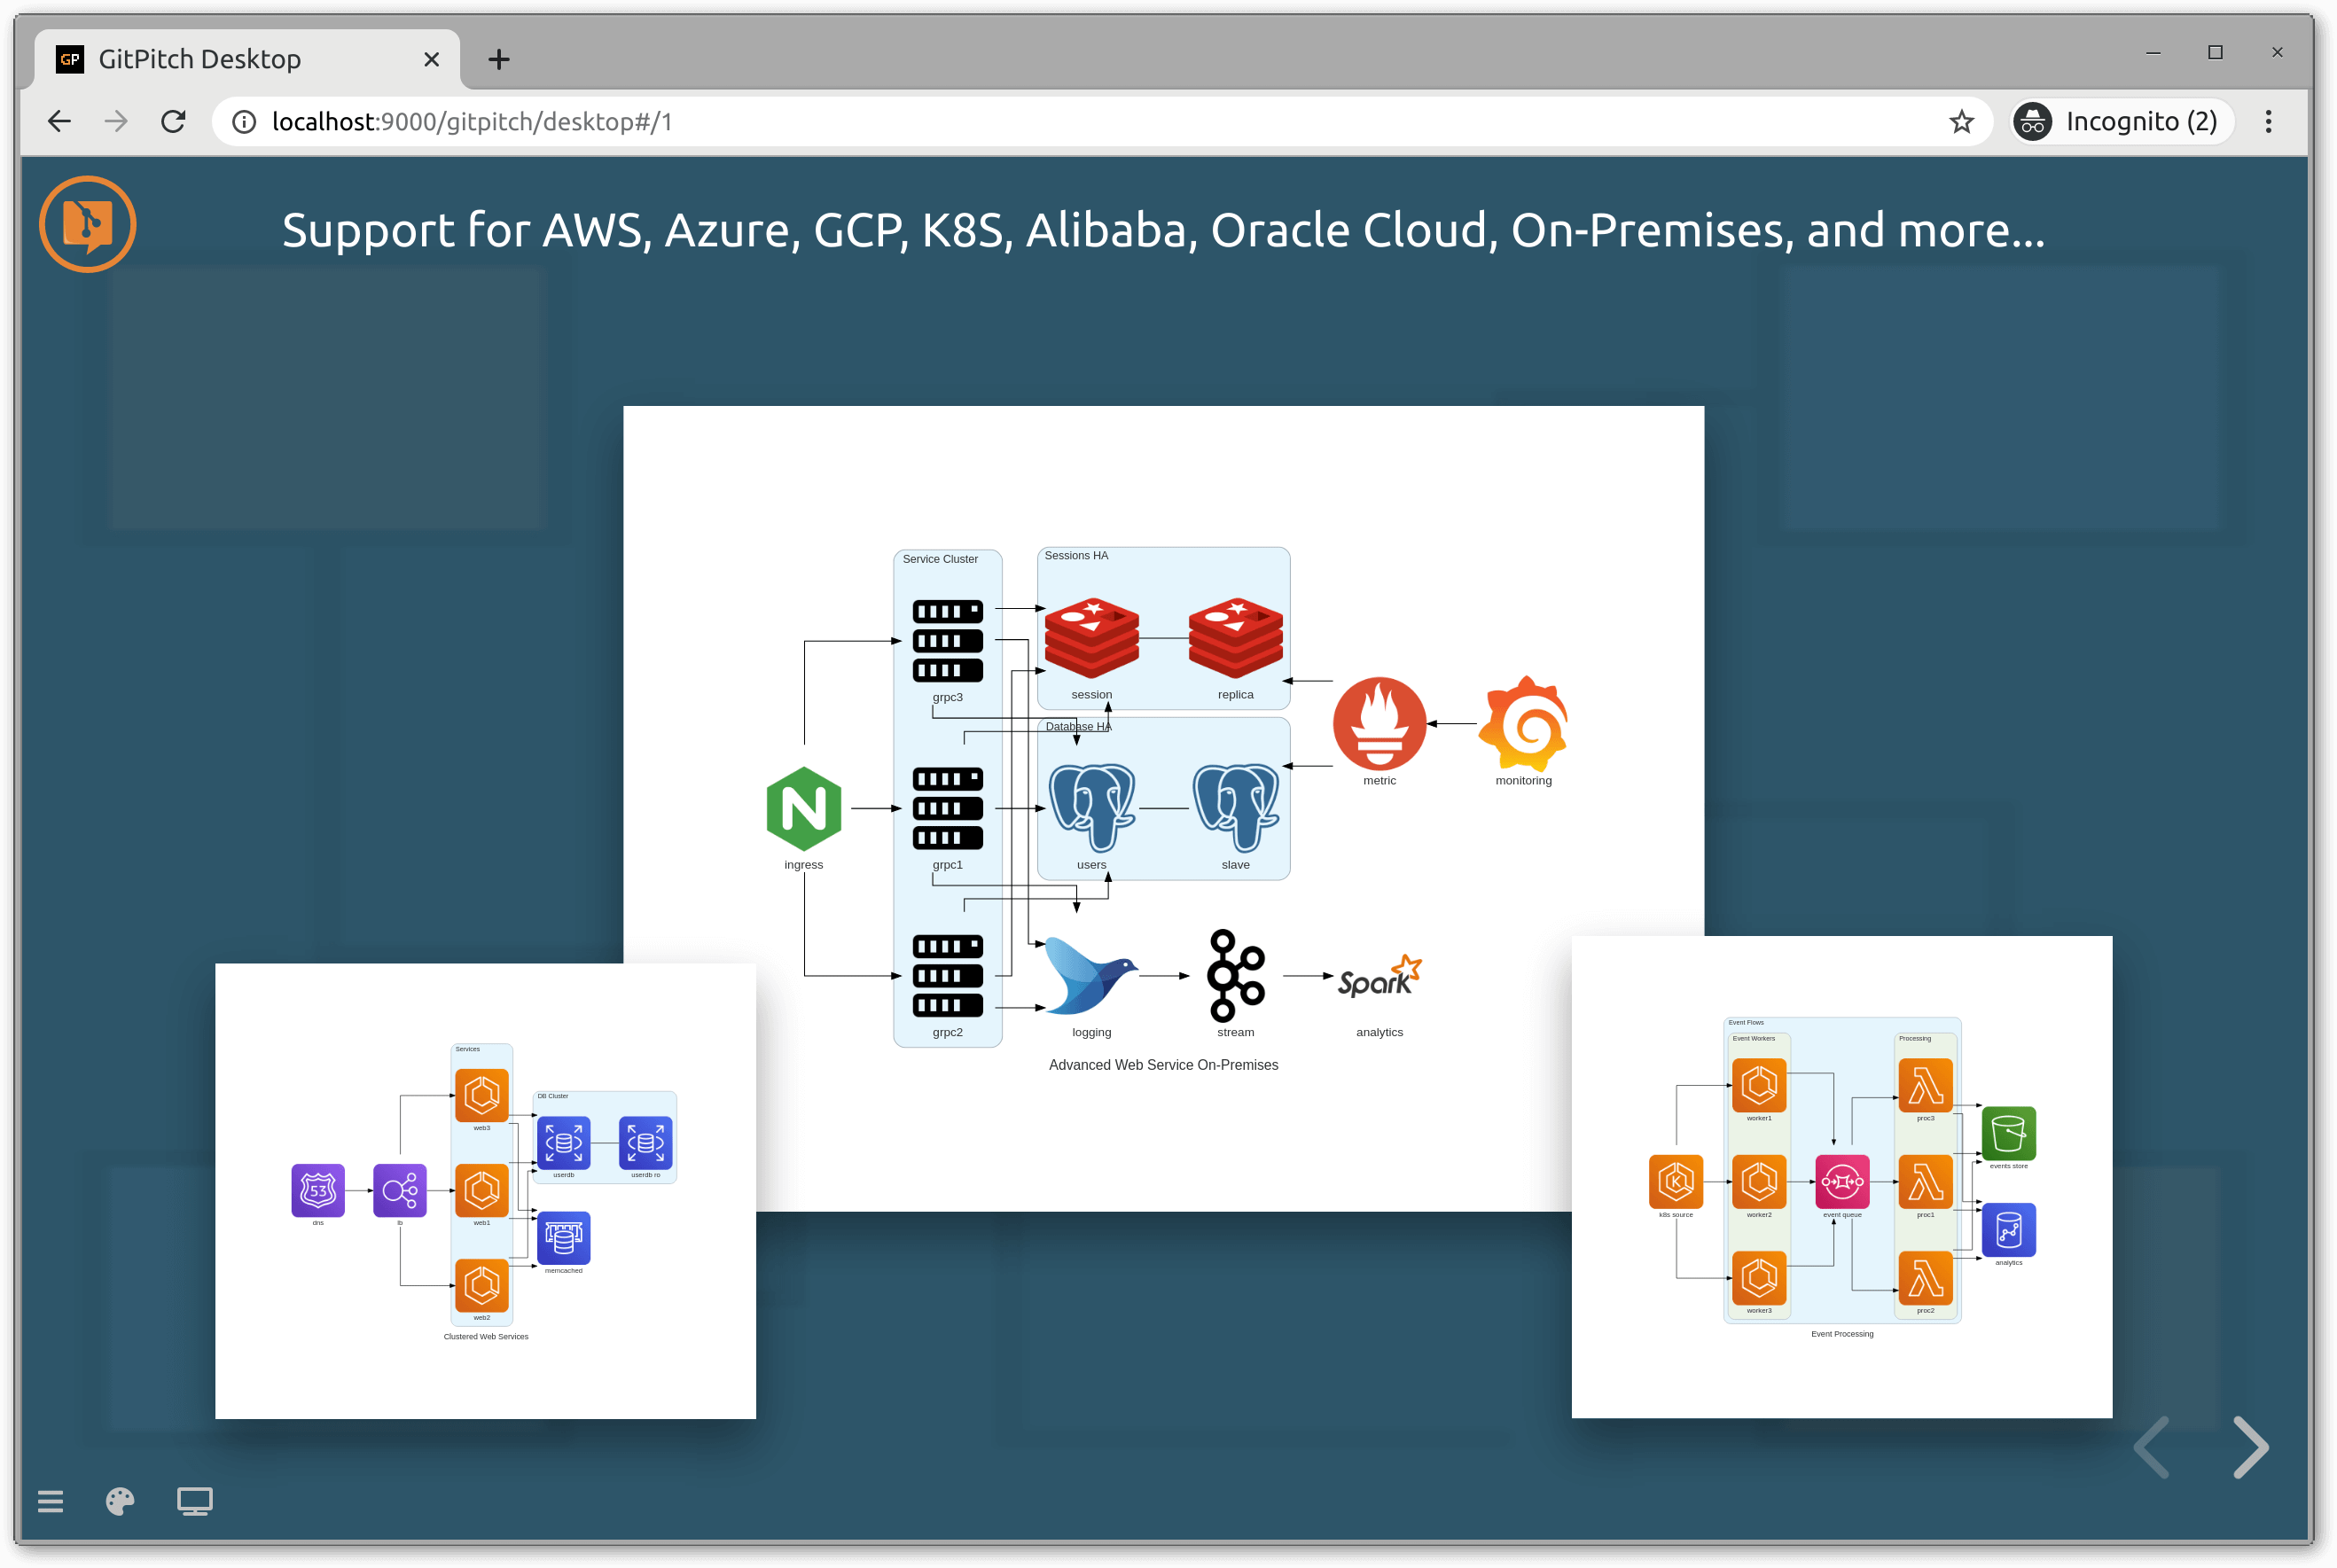 GP GitPitch Desktop
localhost:9000/gitpitch/desktop#/1
Incognito (2)
Support for AWS, Azure, GCP, K8S, Alibaba, Oracle Cloud, On-Premises, and more...
Service Cluster
Sessions HA
grpc3
session
replica
Database HA
metric
monitoring
N
ingress
grpc1
users
slave
Spark
grpc2
logging
stream
analytics
Advanced Web Service On-Premises
Services
web3
DB Cluster
userdb
userdb ro
53
dns
lb
web1
memcached
web2
Clustered Web Services
Event Flows
Event Workers
Processing
worker1
proc3
events store
K
k8s source
worker2
event queue
proc1
analytics
worker3
proc2
Event Processing